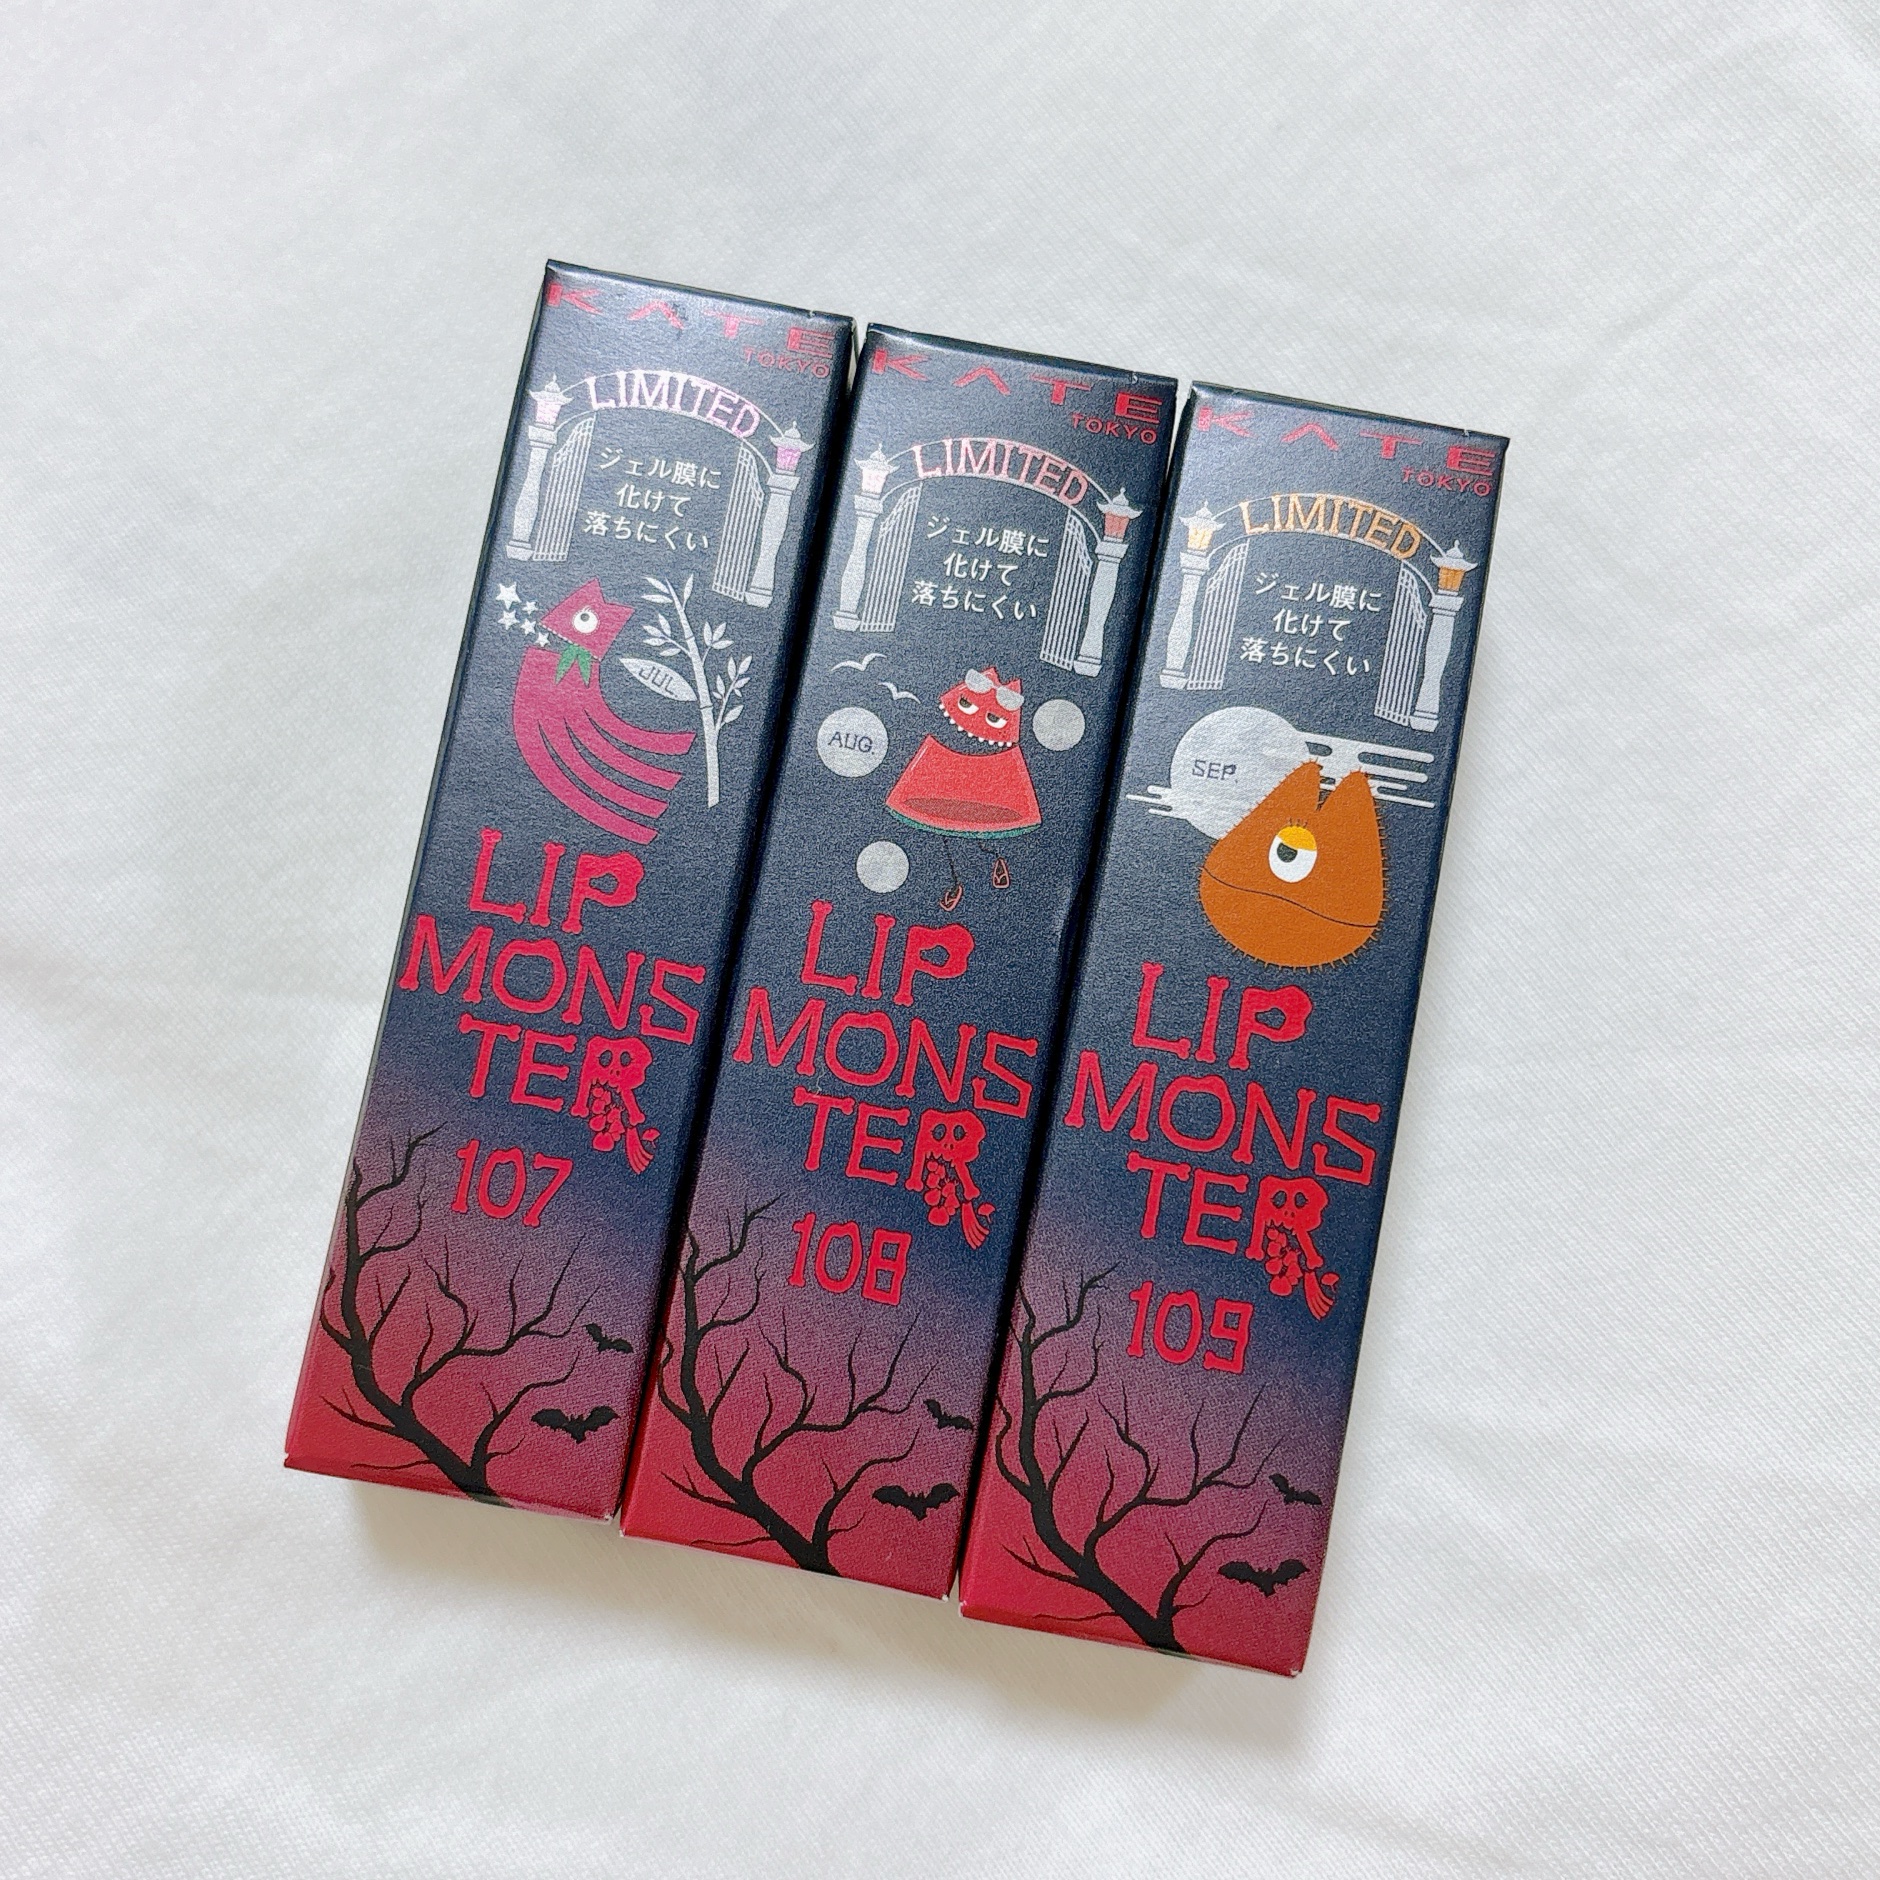 KATE
TOKYO
LIMITED
ジェル膜に
化けて
落ちにくい
JUL
LIP
MONS
TER
107
KATE
TOKYO
LIMITED
ジェル膜に
化けて
落ちにくい
AUG.
LIP
MONS
TER
108
KATE
TOKYO
LIMITED
ジェル膜に
化けて
落ちにくい
SEP.
LIP
MONS
TER
109